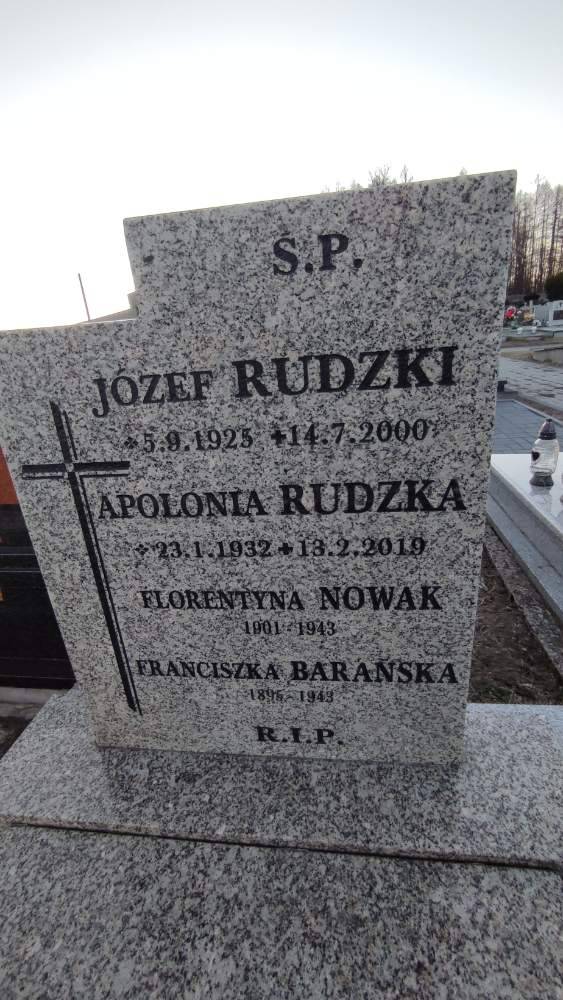 Ś.P.
JÓZEF RUDZKI
*5.9.1925 +14.7.2000
APOLONIA RUDZKA
*23.1.1932 +13.2.2019
FLORENTYNA NOWAK
1901-1943
FRANCISZKA BARAŃSKA
1895-1943
R.I.P.